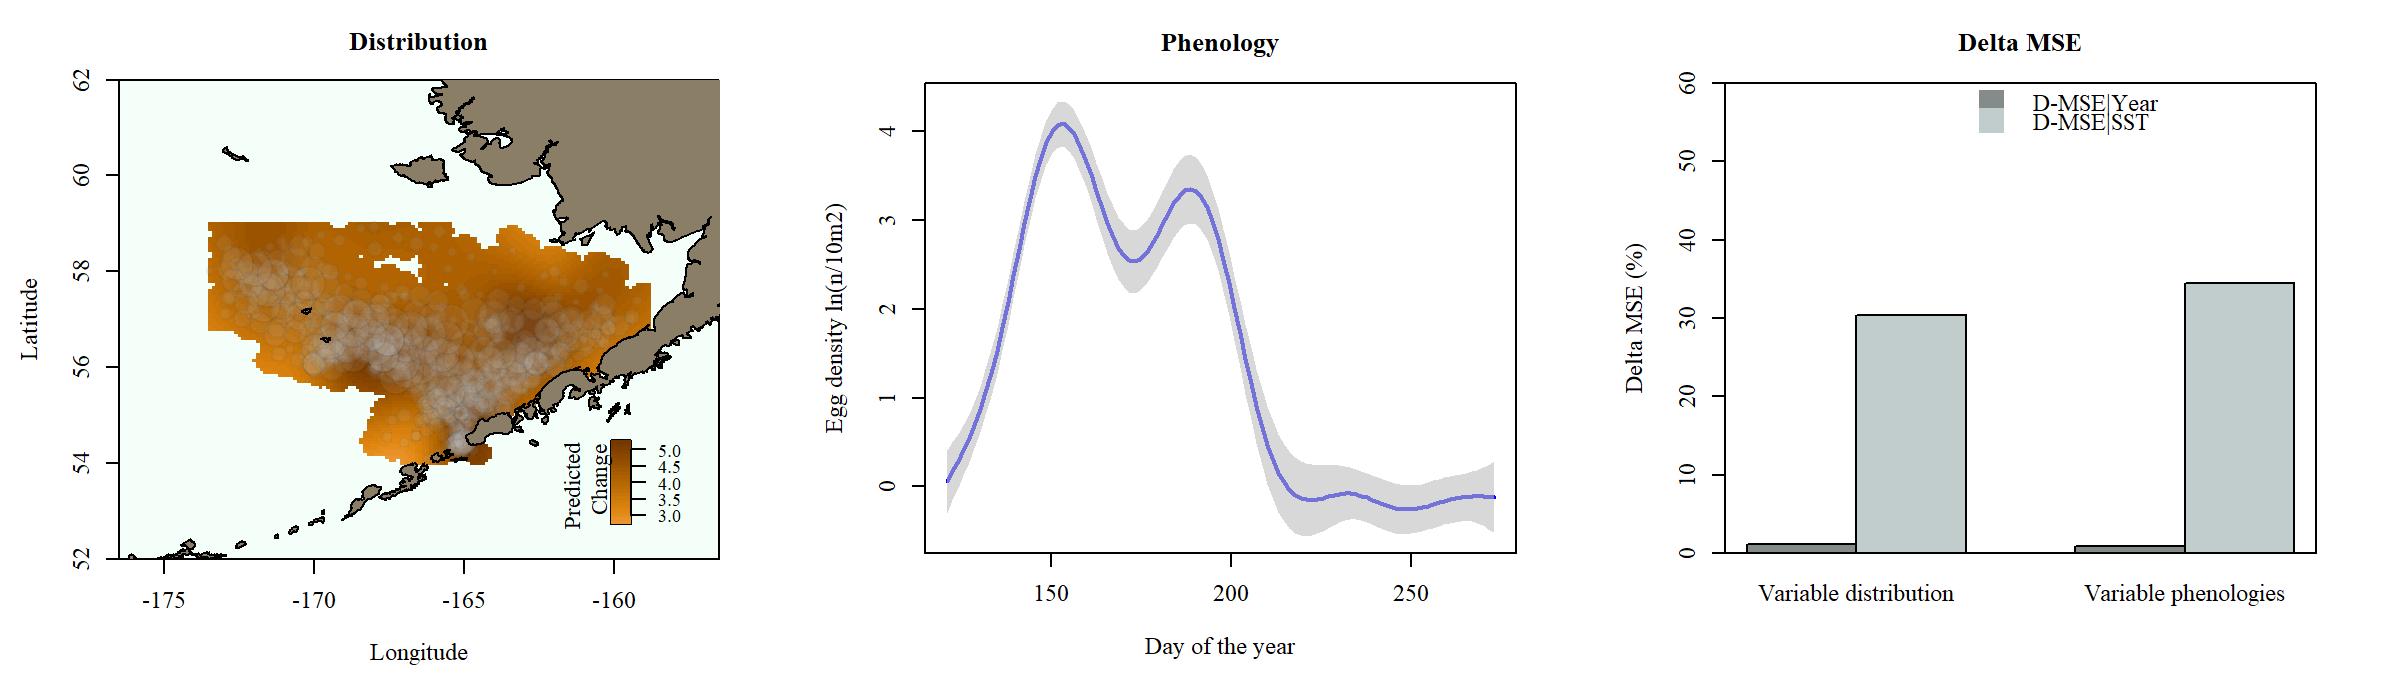 Distribution
Latitude
62
60
58
56
54
52
-175
-170
-165
-160
Longitude
Predicted
Change
5.0
4.5
4.0
3.5
3.0
Phenology
Egg density ln(n/10m2)
4
3
2
1
0
150
200
250
Day of the year
Delta MSE
Delta MSE (%)
60
50
40
30
20
10
0
D-MSE|Year
D-MSE|SST
Variable distribution
Variable phenologies